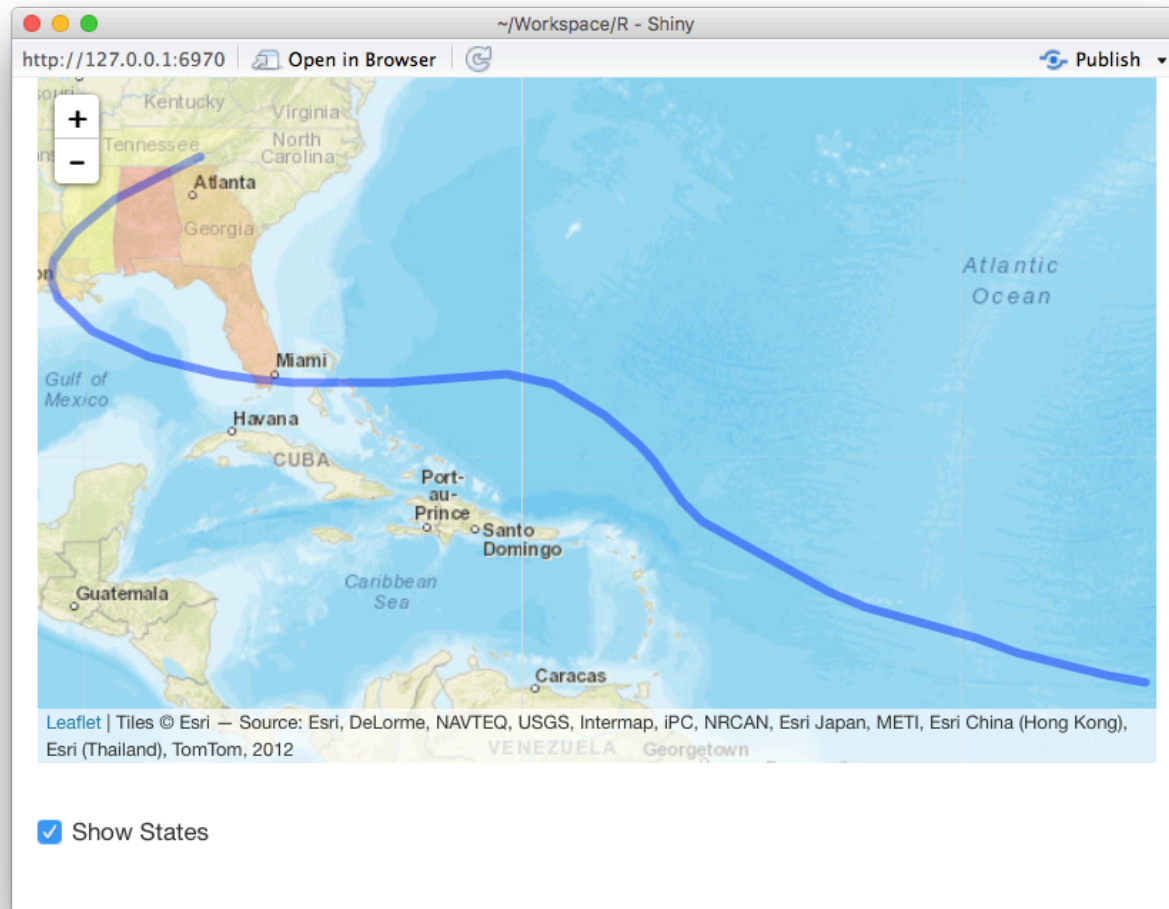 ~/Workspace/R - Shiny
http://127.0.0.1:6970
Open in Browser
Publish
+
−
Kentucky
Virginia
Tennessee
North
Carolina
Atlanta
Georgia
Atlantic
Ocean
Miami
Gulf of
Mexico
Havana
CUBA
Port-
au-
Prince
Santo
Domingo
Caribbean
Sea
Guatemala
Caracas
Leaflet | Tiles © Esri — Source: Esri, DeLorme, NAVTEQ, USGS, Intermap, iPC, NRCAN, Esri Japan, METI, Esri China (Hong Kong),
Esri (Thailand), TomTom, 2012
VENEZUELA
Georgetown
Show States